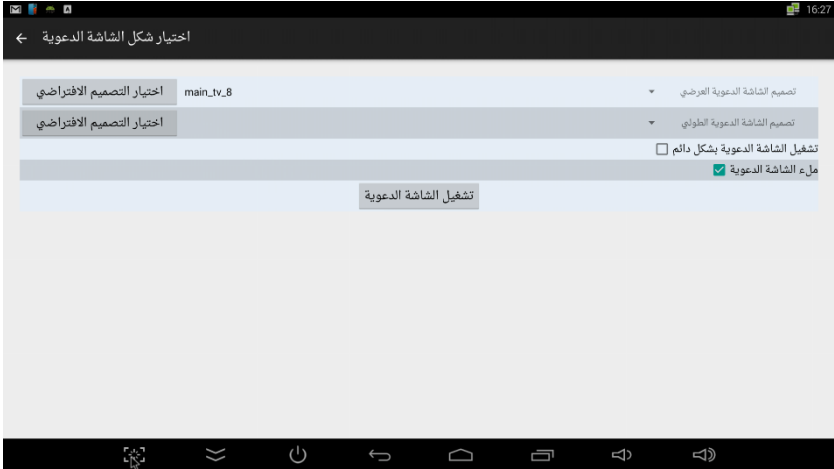 16:27
اختيار شكل الشاشة الدعوية
تصميم الشاشة الدعوية العرضي main_tv_8 اختيار التصميم الافتراضي
تصميم الشاشة الدعوية الطولي اختيار التصميم الافتراضي
تشغيل الشاشة الدعوية بشكل دائم
ملء الشاشة الدعوية
تشغيل الشاشة الدعوية